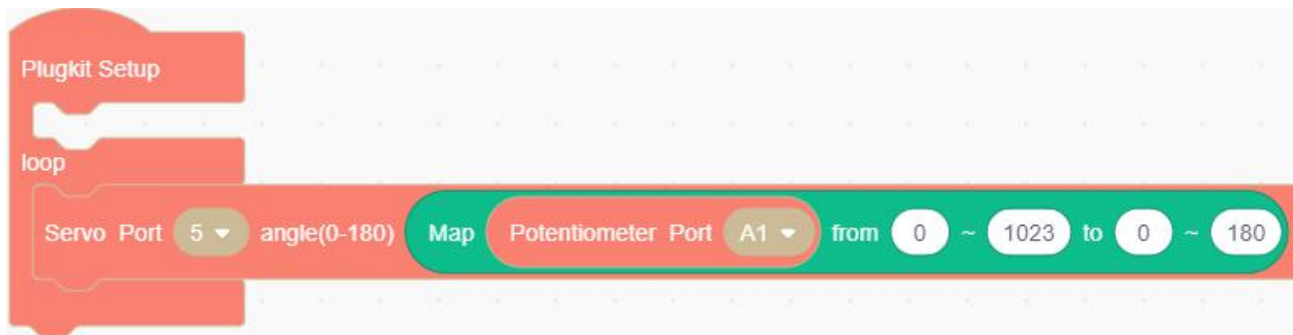 Plugkit Setup
loop
Servo Port 5 angle(0-180) Map Potentiometer Port A1 from 0 ~ 1023 to 0 ~ 180